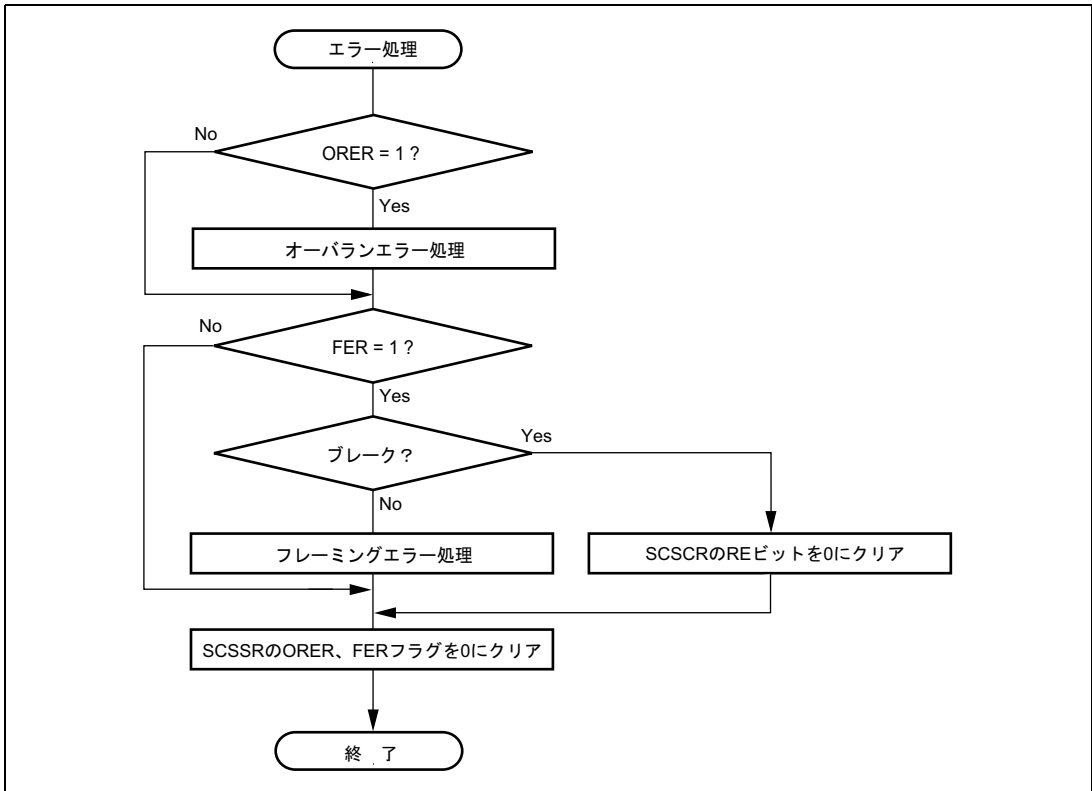 エラー処理
No
ORER = 1 ?
Yes
オーバランエラー処理
No
FER = 1 ?
Yes
ブレーク？
Yes
No
フレーミングエラー処理
SCSCRのREビットを0にクリア
SCSSRのORER、FERフラグを0にクリア
終　了